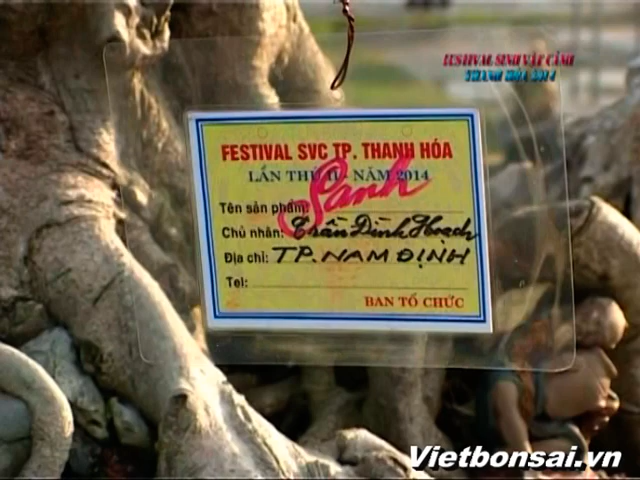 FESTIVAL SINH VẬT CẢNH
THANH HÓA 2014
FESTIVAL SVC TP. THANH HÓA
LẦN THỨ II - NĂM 2014
Tên sản phẩm: Sanh
Chủ nhân: Trần Đình Hoạch
Địa chỉ: TP. NAM ĐỊNH
Tel:
BAN TỔ CHỨC
Vietbonsai.vn